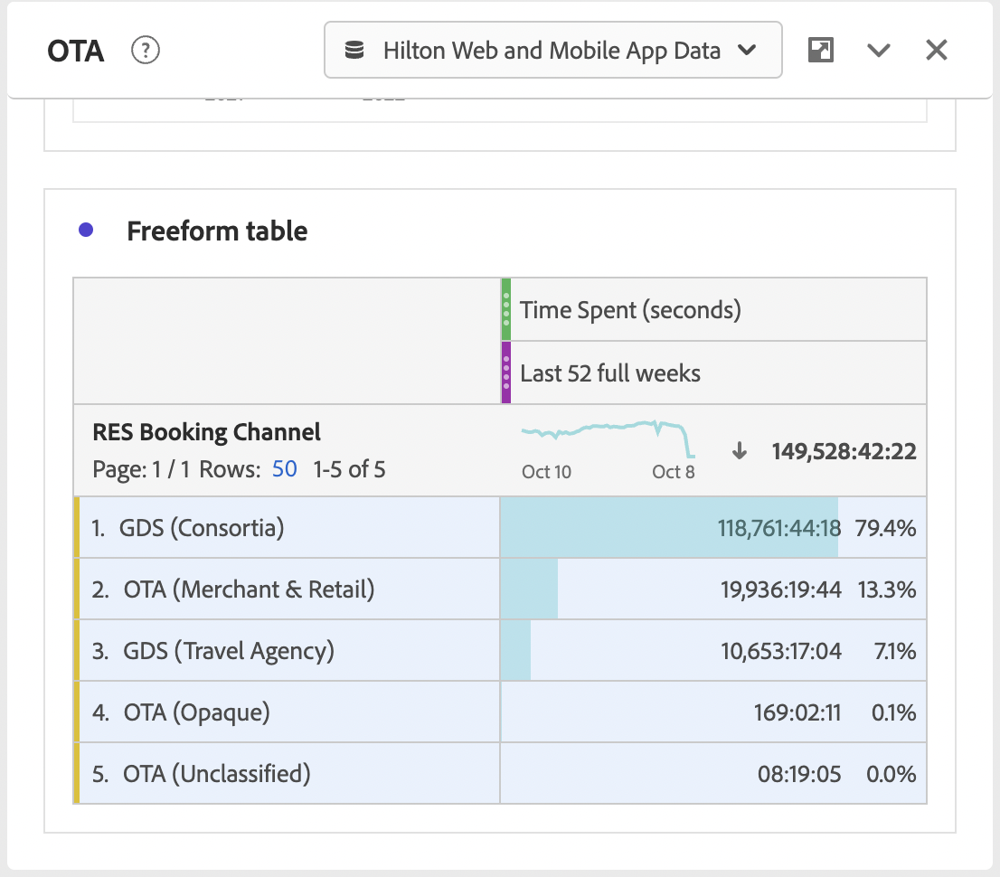 OTA ? Hilton Web and Mobile App Data
Freeform table
Time Spent (seconds)
Last 52 full weeks
RES Booking Channel
Page: 1 / 1 Rows: 50 1-5 of 5
Oct 10 Oct 8
149,528:42:22
1. GDS (Consortia) 118,761:44:18 79.4%
2. OTA (Merchant & Retail) 19,936:19:44 13.3%
3. GDS (Travel Agency) 10,653:17:04 7.1%
4. OTA (Opaque) 169:02:11 0.1%
5. OTA (Unclassified) 08:19:05 0.0%